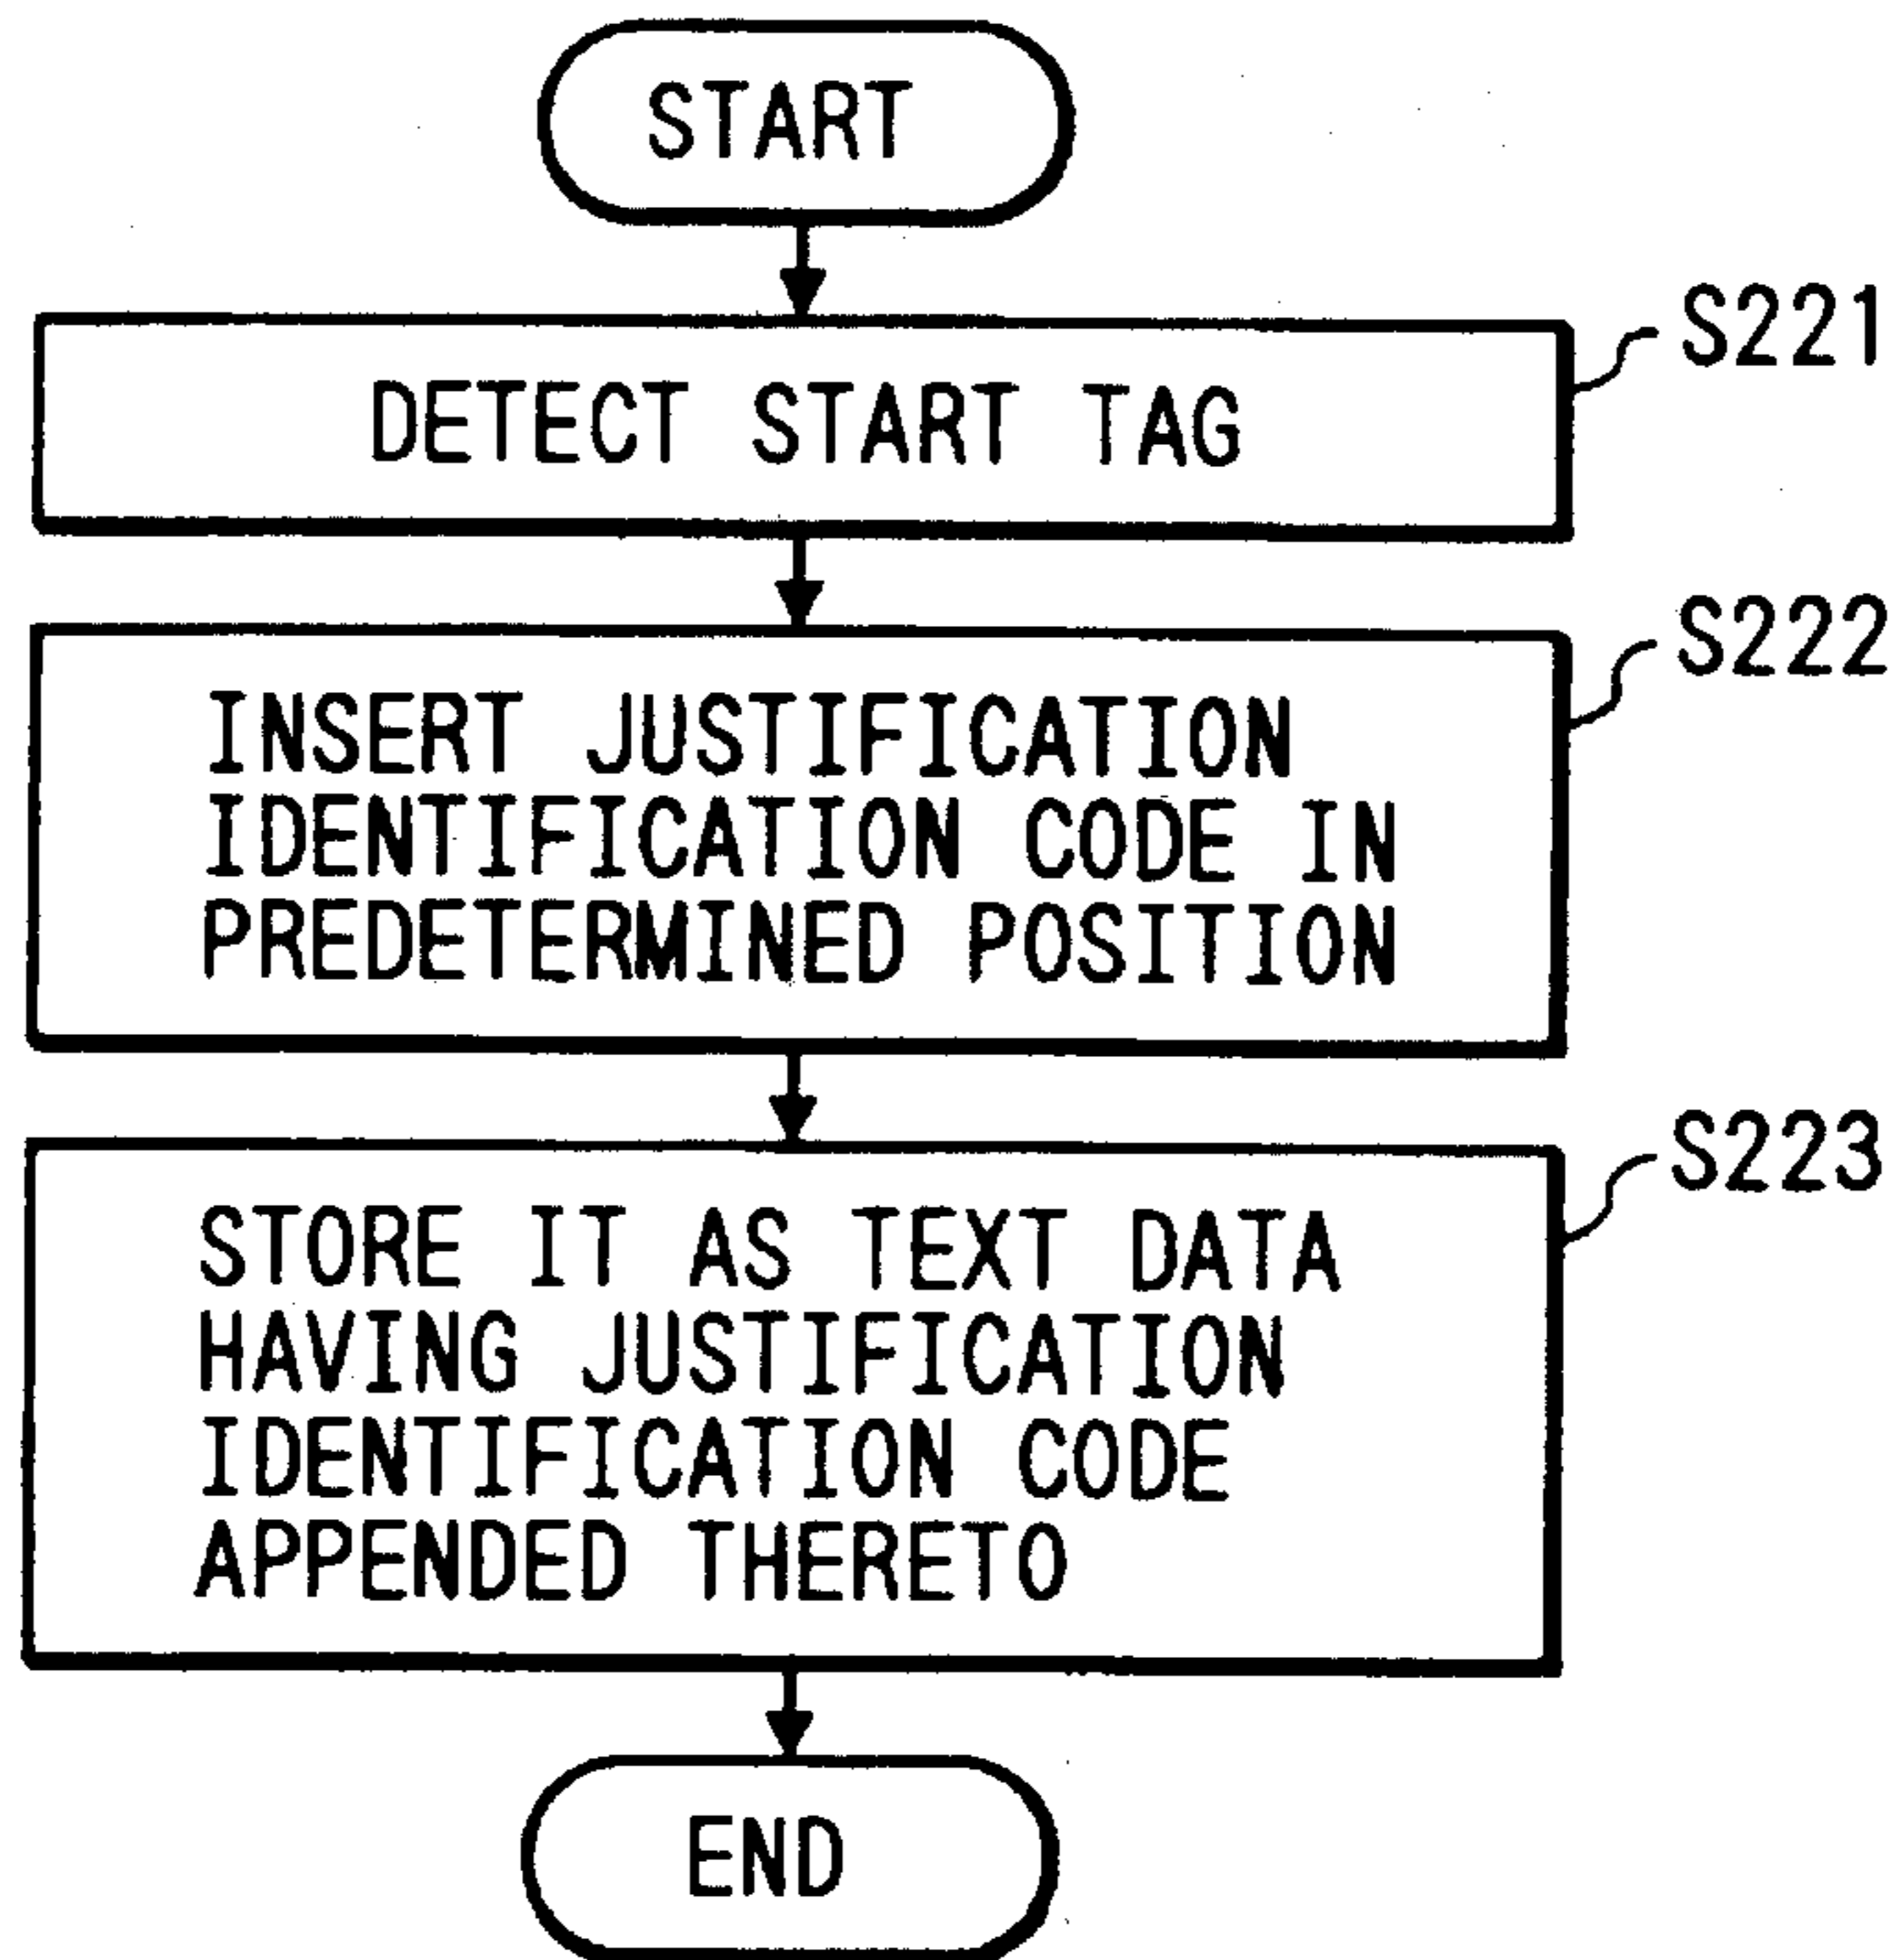 START
S221
DETECT START TAG
S222
INSERT JUSTIFICATION
IDENTIFICATION CODE IN
PREDETERMINED POSITION
S223
STORE IT AS TEXT DATA
HAVING JUSTIFICATION
IDENTIFICATION CODE
APPENDED THERETO
END